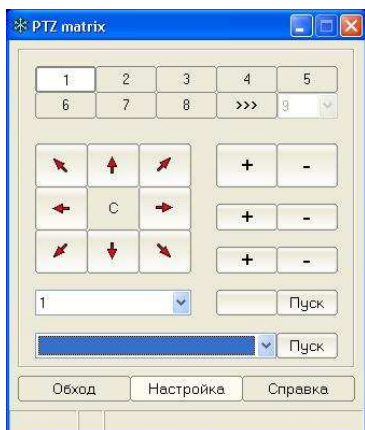 PTZ matrix
1 2 3 4 5
6 7 8 >>> 9
+ -
C + -
+ -
1 Пуск
Пуск
Обход Настройка Справка